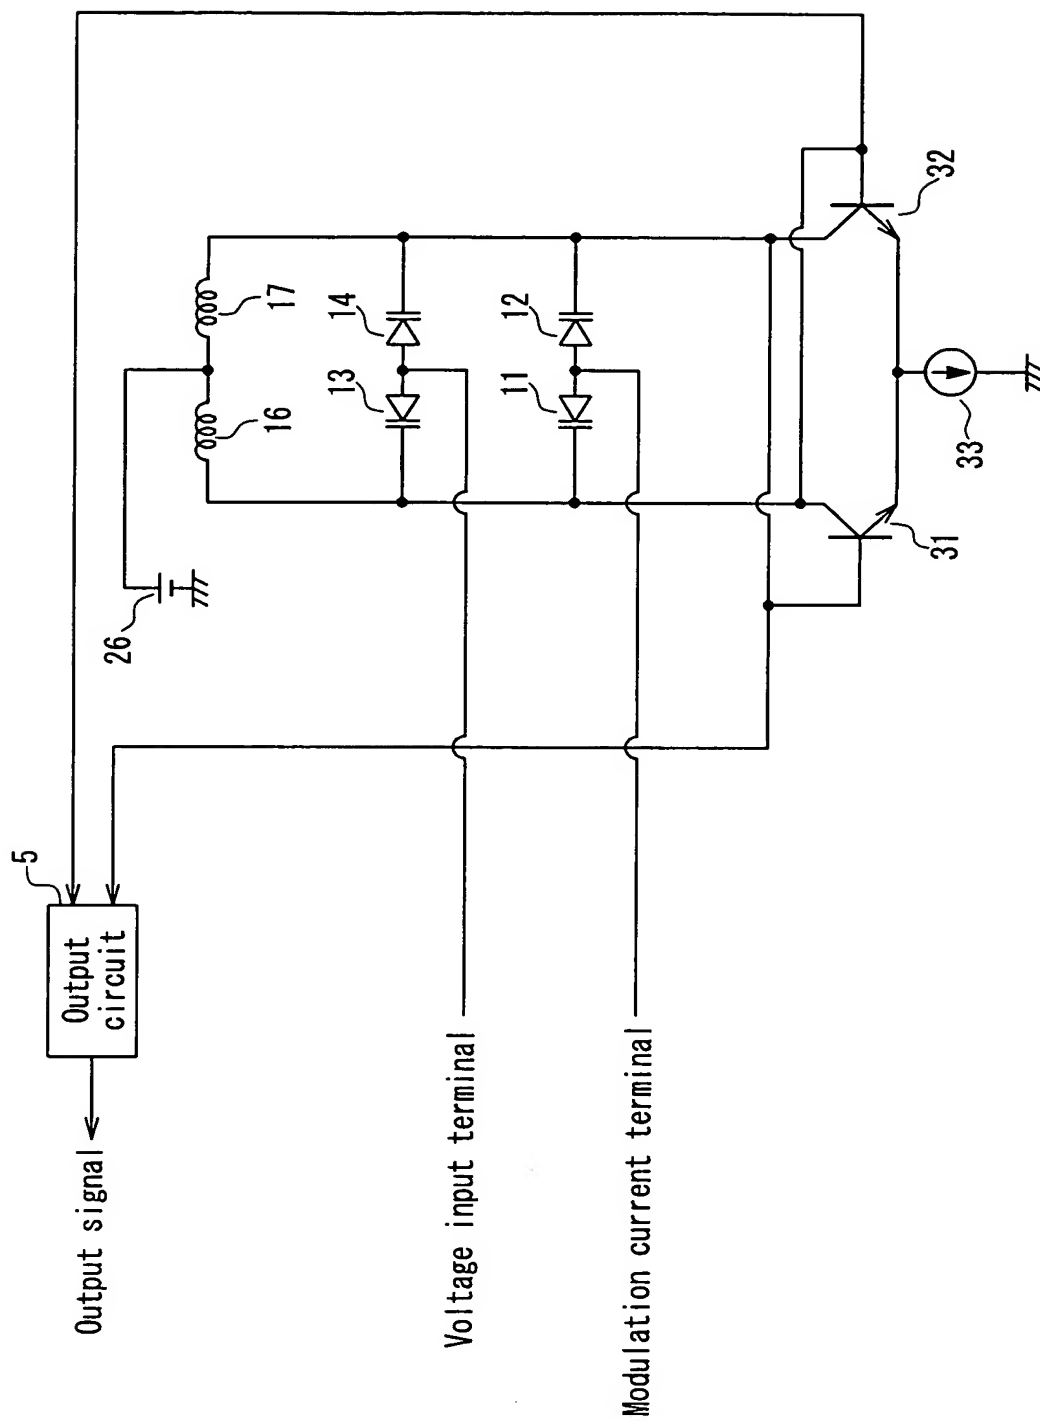 5
Output
circuit
Output signal
26
16
17
13
14
11
12
31
32
33
Voltage input terminal
Modulation current terminal